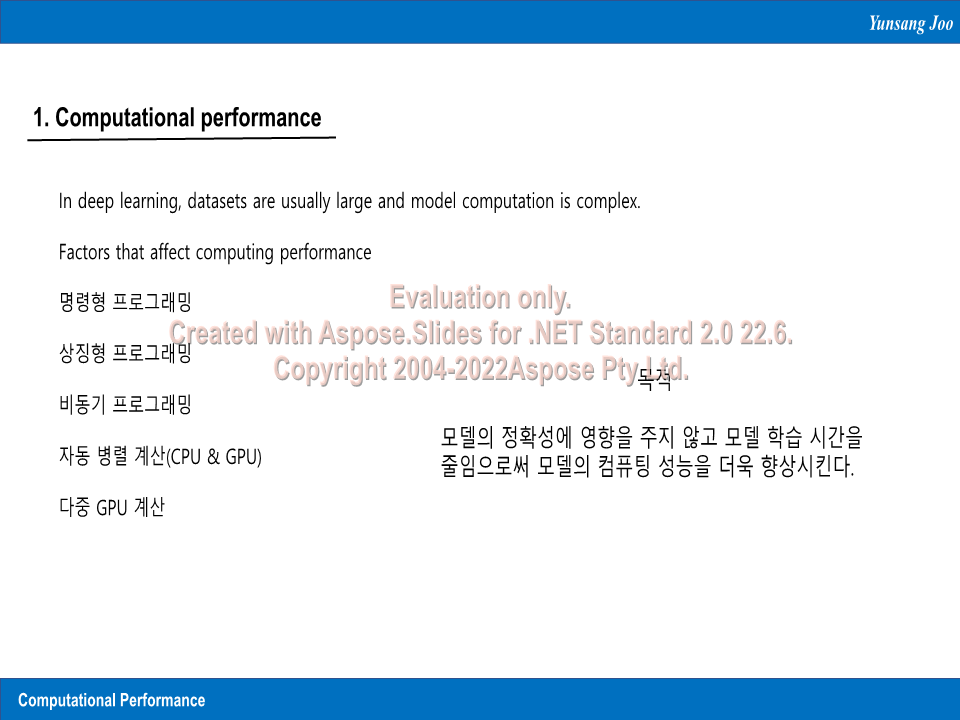 Yunsang Joo
1. Computational performance
In deep learning, datasets are usually large and model computation is complex.
Factors that affect computing performance
명령형 프로그래밍
상징형 프로그래밍
비동기 프로그래밍
자동 병렬 계산(CPU & GPU)
다중 GPU 계산
Evaluation only.
Created with Aspose.Slides for .NET Standard 2.0 22.6.
Copyright 2004-2022Aspose Pty Ltd.
목적
모델의 정확성에 영향을 주지 않고 모델 학습 시간을
줄임으로써 모델의 컴퓨팅 성능을 더욱 향상시킨다.
Computational Performance